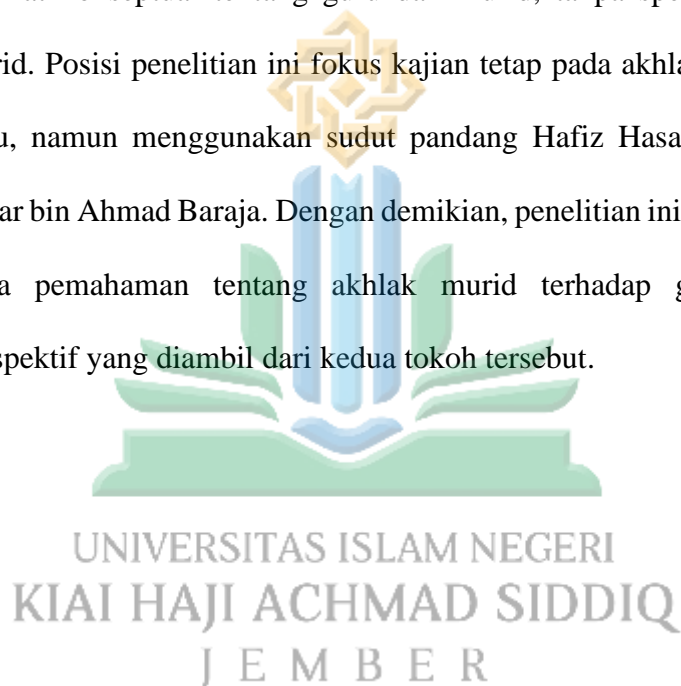 rid. Posisi penelitian ini fokus kajian tetap pada akhla
u, namun menggunakan sudut pandang Hafiz Hasa
ar bin Ahmad Baraja. Dengan demikian, penelitian ini
a pemahaman tentang akhlak murid terhadap g
spektif yang diambil dari kedua tokoh tersebut.
UNIVERSITAS ISLAM NEGERI
KIAI HAJI ACHMAD SIDDIQ
JEMBER